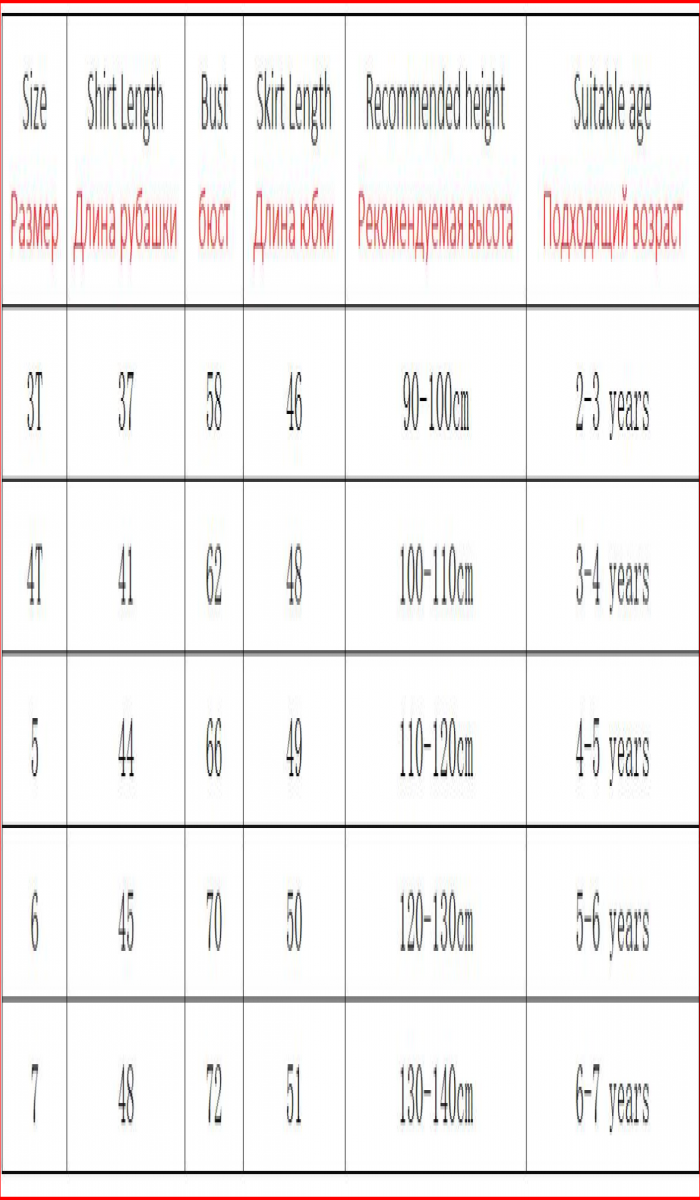 Size Shirt Length Bust Skirt Length Recommended height Suitable age
Размер Длина рубашки бюст Длина юбки Рекомендуемая высота Подходящий возраст
3T 37 58 46 90-100cm 2-3 years
4T 41 62 48 100-110cm 3-4 years
5 44 66 49 110-120cm 4-5 years
6 45 70 50 120-130cm 5-6 years
7 48 72 51 130-140cm 6-7 years